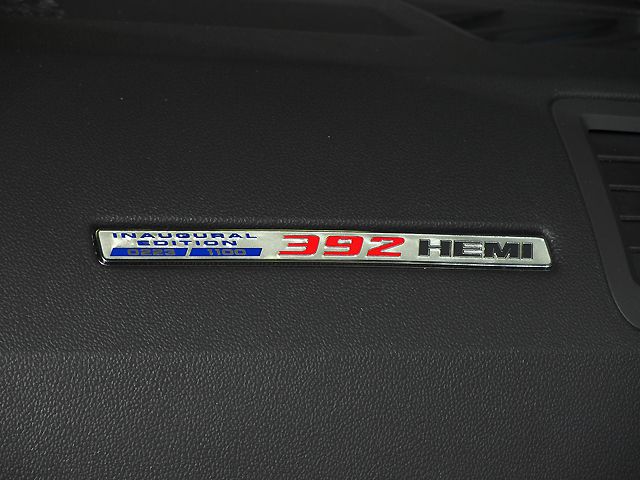 INAUGURAL
EDITION
0223 / 1100
392 HEMI